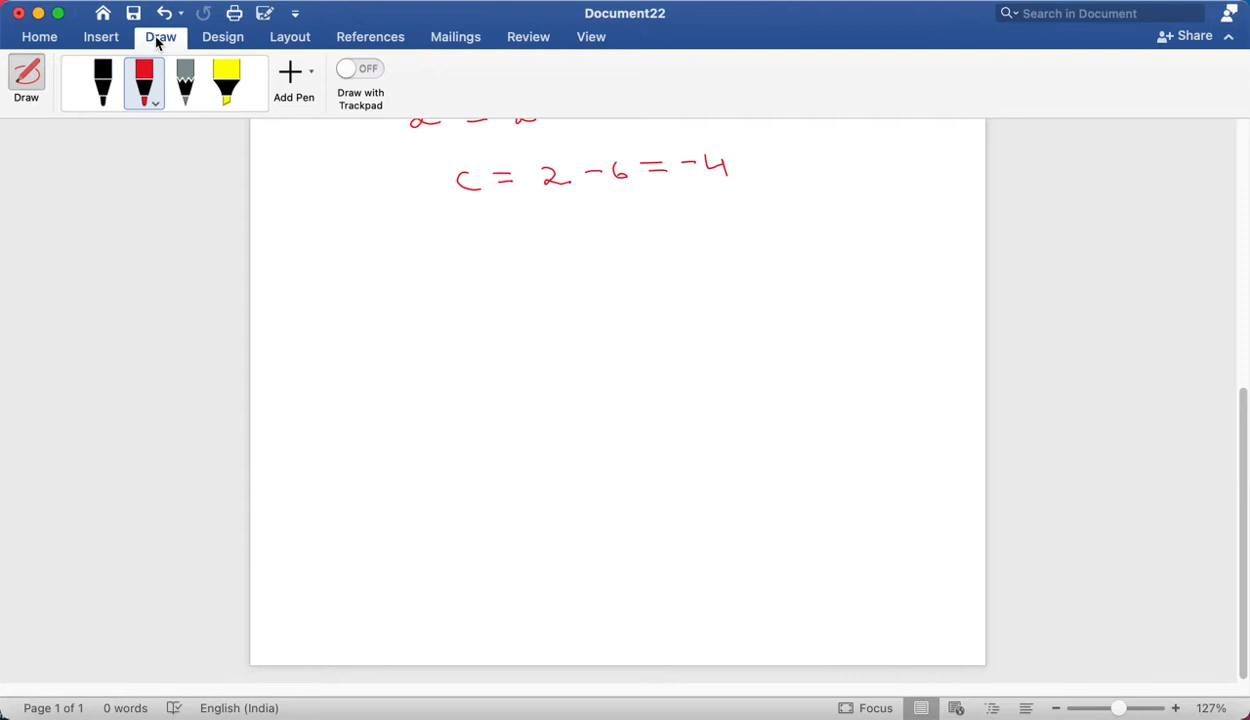 Document22
Search in Document
Home Insert Draw Design Layout References Mailings Review View
Share
OFF
Draw
Add Pen
Draw with
Trackpad
c = 2 - 6 = -4
Page 1 of 1 0 words English (India) Focus 127%